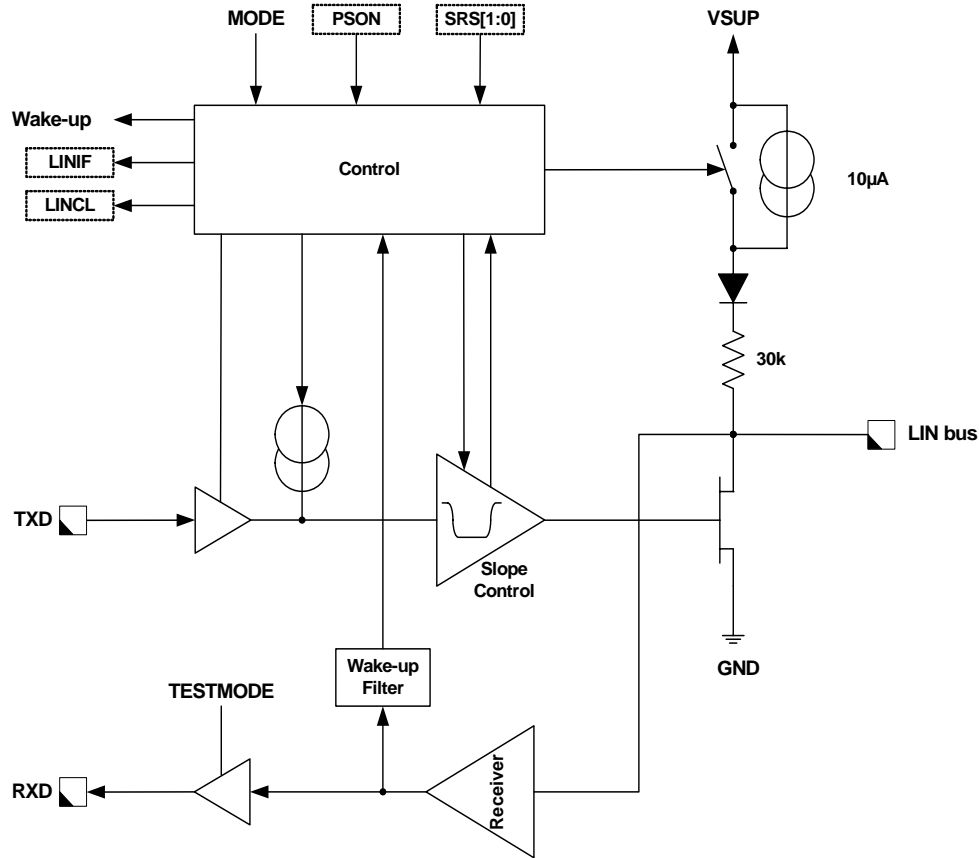 MODE
PSON
SRS[1:0]
VSUP
Wake-up
LINIF
LINCL
Control
10µA
30k
LIN bus
TXD
Slope
Control
GND
Wake-up
Filter
TESTMODE
RXD
Receiver